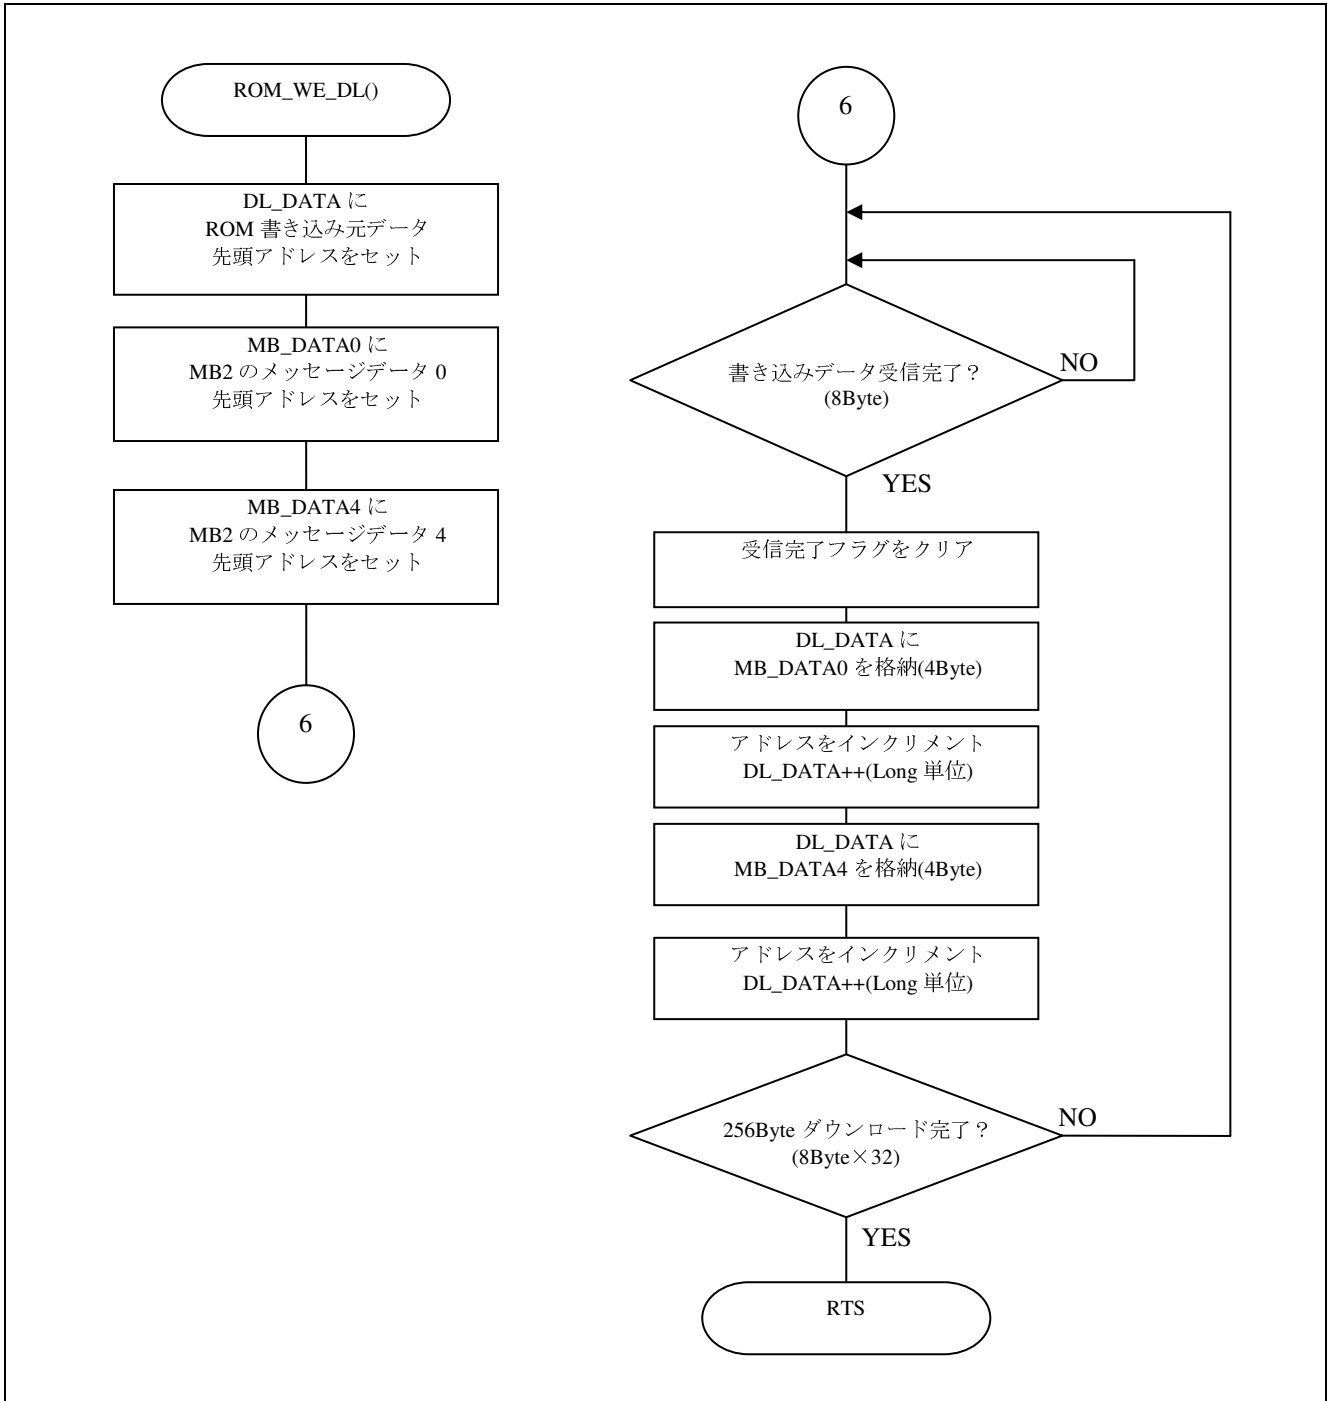 ROM_WE_DL()
DL_DATA に
ROM 書き込み元データ
先頭アドレスをセット
MB_DATA0 に
MB2 のメッセージデータ 0
先頭アドレスをセット
MB_DATA4 に
MB2 のメッセージデータ 4
先頭アドレスをセット
6
6
書き込みデータ受信完了？
(8Byte)
NO
YES
受信完了フラグをクリア
DL_DATA に
MB_DATA0 を格納(4Byte)
アドレスをインクリメント
DL_DATA++(Long 単位)
DL_DATA に
MB_DATA4 を格納(4Byte)
アドレスをインクリメント
DL_DATA++(Long 単位)
256Byte ダウンロード完了？
(8Byte×32)
NO
YES
RTS